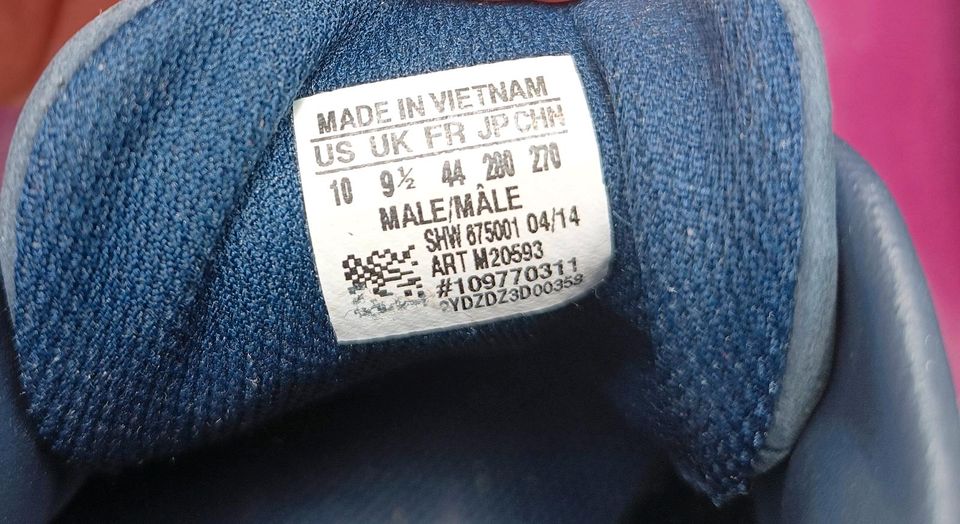 MADE IN VIETNAM
US UK FR JP CHN
10 9½ 44 280 270
MALE/MÂLE
SHW 675001 04/14
ART M20593
#109770311